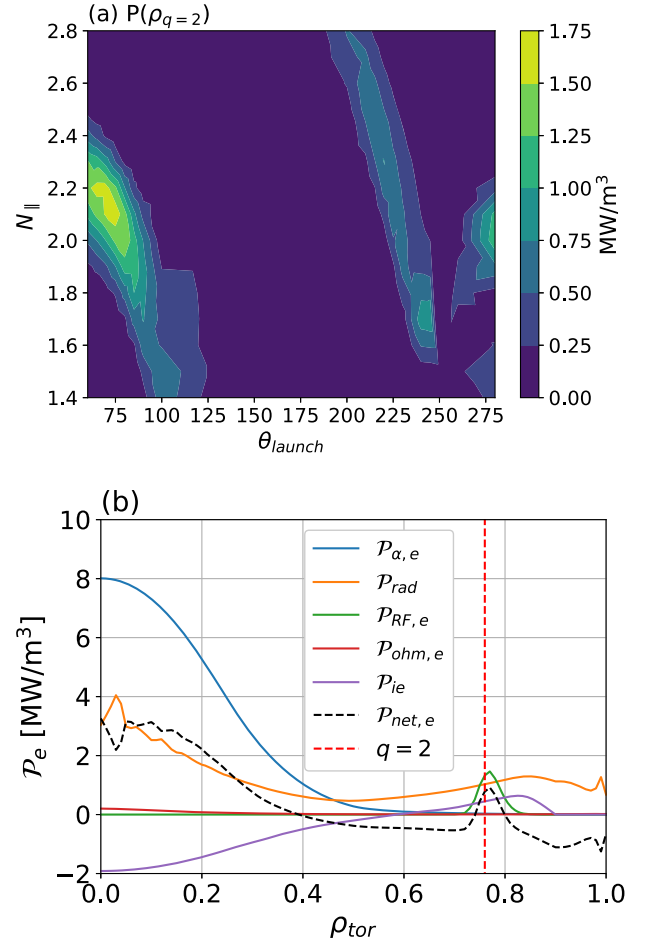 (a) P(ρq=2)
2.8
2.6
2.4
2.2
2.0
1.8
1.6
1.4
N∥
75 100 125 150 175 200 225 250 275
θlaunch
1.75
1.50
1.25
1.00
0.75
0.50
0.25
0.00
MW/m³
(b)
10
8
6
4
2
0
−2
𝒫e [MW/m³]
𝒫α, e
𝒫rad
𝒫RF, e
𝒫ohm, e
𝒫ie
𝒫net, e
q = 2
0.0 0.2 0.4 0.6 0.8 1.0
ρtor